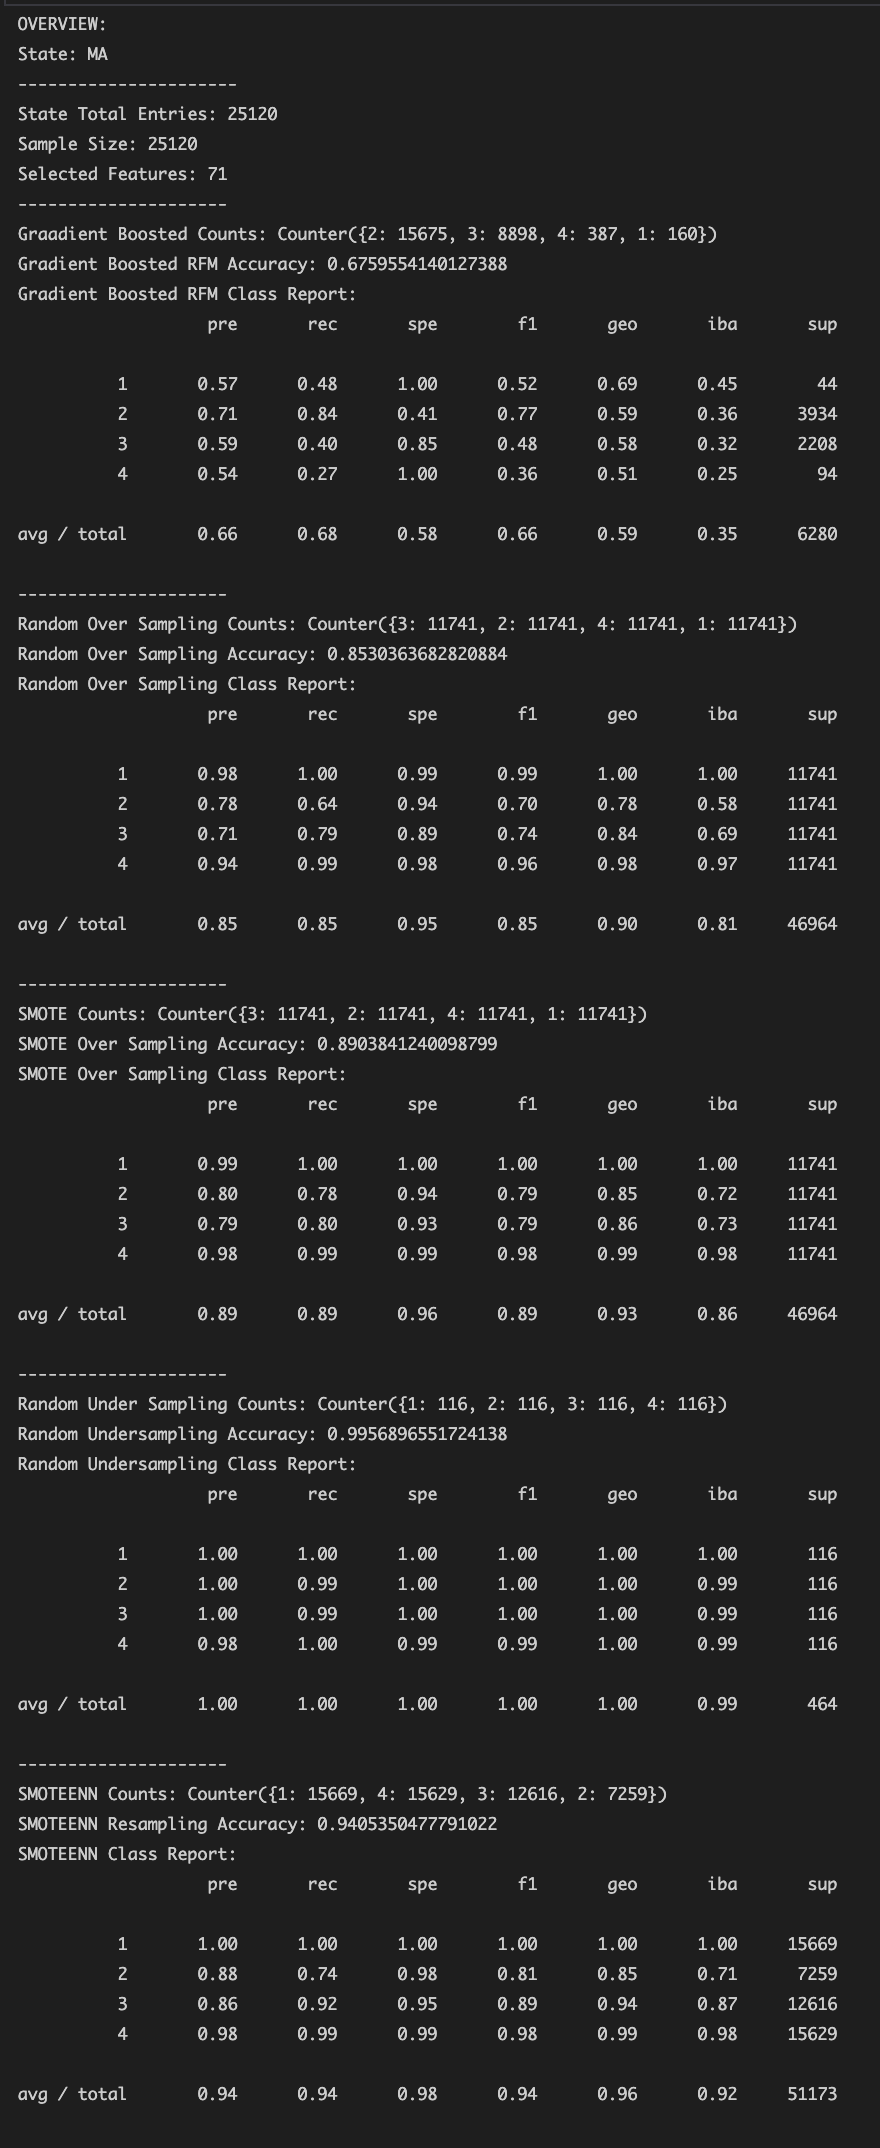 OVERVIEW:
State: MA
----------------------
State Total Entries: 25120
Sample Size: 25120
Selected Features: 71
---------------------
Graadient Boosted Counts: Counter({2: 15675, 3: 8898, 4: 387, 1: 160})
Gradient Boosted RFM Accuracy: 0.6759554140127388
Gradient Boosted RFM Class Report:
pre rec spe f1 geo iba sup
1 0.57 0.48 1.00 0.52 0.69 0.45 44
2 0.71 0.84 0.41 0.77 0.59 0.36 3934
3 0.59 0.40 0.85 0.48 0.58 0.32 2208
4 0.54 0.27 1.00 0.36 0.51 0.25 94
avg / total 0.66 0.68 0.58 0.66 0.59 0.35 6280
---------------------
Random Over Sampling Counts: Counter({3: 11741, 2: 11741, 4: 11741, 1: 11741})
Random Over Sampling Accuracy: 0.8530363682820884
Random Over Sampling Class Report:
pre rec spe f1 geo iba sup
1 0.98 1.00 0.99 0.99 1.00 1.00 11741
2 0.78 0.64 0.94 0.70 0.78 0.58 11741
3 0.71 0.79 0.89 0.74 0.84 0.69 11741
4 0.94 0.99 0.98 0.96 0.98 0.97 11741
avg / total 0.85 0.85 0.95 0.85 0.90 0.81 46964
---------------------
SMOTE Counts: Counter({3: 11741, 2: 11741, 4: 11741, 1: 11741})
SMOTE Over Sampling Accuracy: 0.8903841240098799
SMOTE Over Sampling Class Report:
pre rec spe f1 geo iba sup
1 0.99 1.00 1.00 1.00 1.00 1.00 11741
2 0.80 0.78 0.94 0.79 0.85 0.72 11741
3 0.79 0.80 0.93 0.79 0.86 0.73 11741
4 0.98 0.99 0.99 0.98 0.99 0.98 11741
avg / total 0.89 0.89 0.96 0.89 0.93 0.86 46964
---------------------
Random Under Sampling Counts: Counter({1: 116, 2: 116, 3: 116, 4: 116})
Random Undersampling Accuracy: 0.9956896551724138
Random Undersampling Class Report:
pre rec spe f1 geo iba sup
1 1.00 1.00 1.00 1.00 1.00 1.00 116
2 1.00 0.99 1.00 1.00 1.00 0.99 116
3 1.00 0.99 1.00 1.00 1.00 0.99 116
4 0.98 1.00 0.99 0.99 1.00 0.99 116
avg / total 1.00 1.00 1.00 1.00 1.00 0.99 464
---------------------
SMOTEENN Counts: Counter({1: 15669, 4: 15629, 3: 12616, 2: 7259})
SMOTEENN Resampling Accuracy: 0.9405350477791022
SMOTEENN Class Report:
pre rec spe f1 geo iba sup
1 1.00 1.00 1.00 1.00 1.00 1.00 15669
2 0.88 0.74 0.98 0.81 0.85 0.71 7259
3 0.86 0.92 0.95 0.89 0.94 0.87 12616
4 0.98 0.99 0.99 0.98 0.99 0.98 15629
avg / total 0.94 0.94 0.98 0.94 0.96 0.92 51173